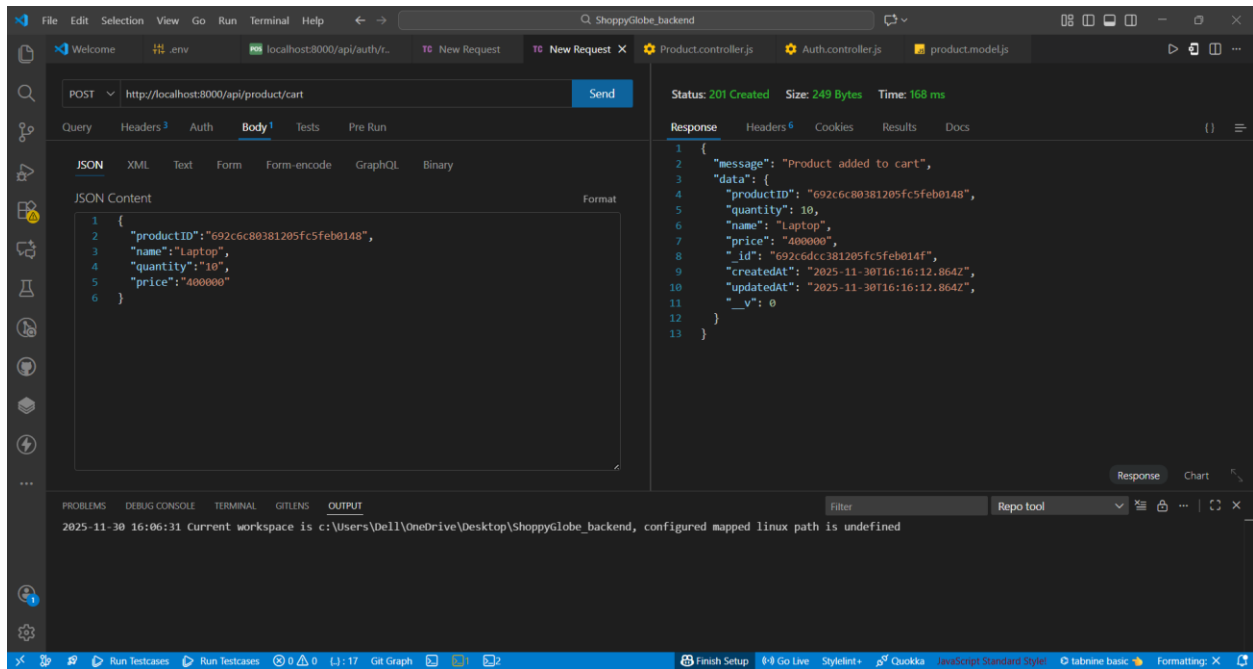 File Edit Selection View Go Run Terminal Help ← → ShoppyGlobe_backend
Welcome .env POS localhost:8000/api/auth/r.. TC New Request TC New Request × Product.controller.js Auth.controller.js product.model.js
POST http://localhost:8000/api/product/cart Send
Query Headers 3 Auth Body 1 Tests Pre Run
JSON XML Text Form Form-encode GraphQL Binary
JSON Content Format
1 {
2 "productID":"692c6c80381205fc5feb0148",
3 "name":"Laptop",
4 "quantity":"10",
5 "price":"400000"
6 }
Status: 201 Created Size: 249 Bytes Time: 168 ms
Response Headers 6 Cookies Results Docs {}
1 {
2 "message": "Product added to cart",
3 "data": {
4 "productID": "692c6c80381205fc5feb0148",
5 "quantity": 10,
6 "name": "Laptop",
7 "price": "400000",
8 "_id": "692c6dcc381205fc5feb014f",
9 "createdAt": "2025-11-30T16:16:12.864Z",
10 "updatedAt": "2025-11-30T16:16:12.864Z",
11 "__v": 0
12 }
13 }
Response Chart
PROBLEMS DEBUG CONSOLE TERMINAL GITLENS OUTPUT Filter Repo tool
2025-11-30 16:06:31 Current workspace is c:\Users\Dell\OneDrive\Desktop\ShoppyGlobe_backend, configured mapped linux path is undefined
1
Run Testcases Run Testcases 0 0 {..} : 17 Git Graph 1 2 Finish Setup Go Live Stylelint+ Quokka JavaScript Standard Style! tabnine basic Formatting: ×